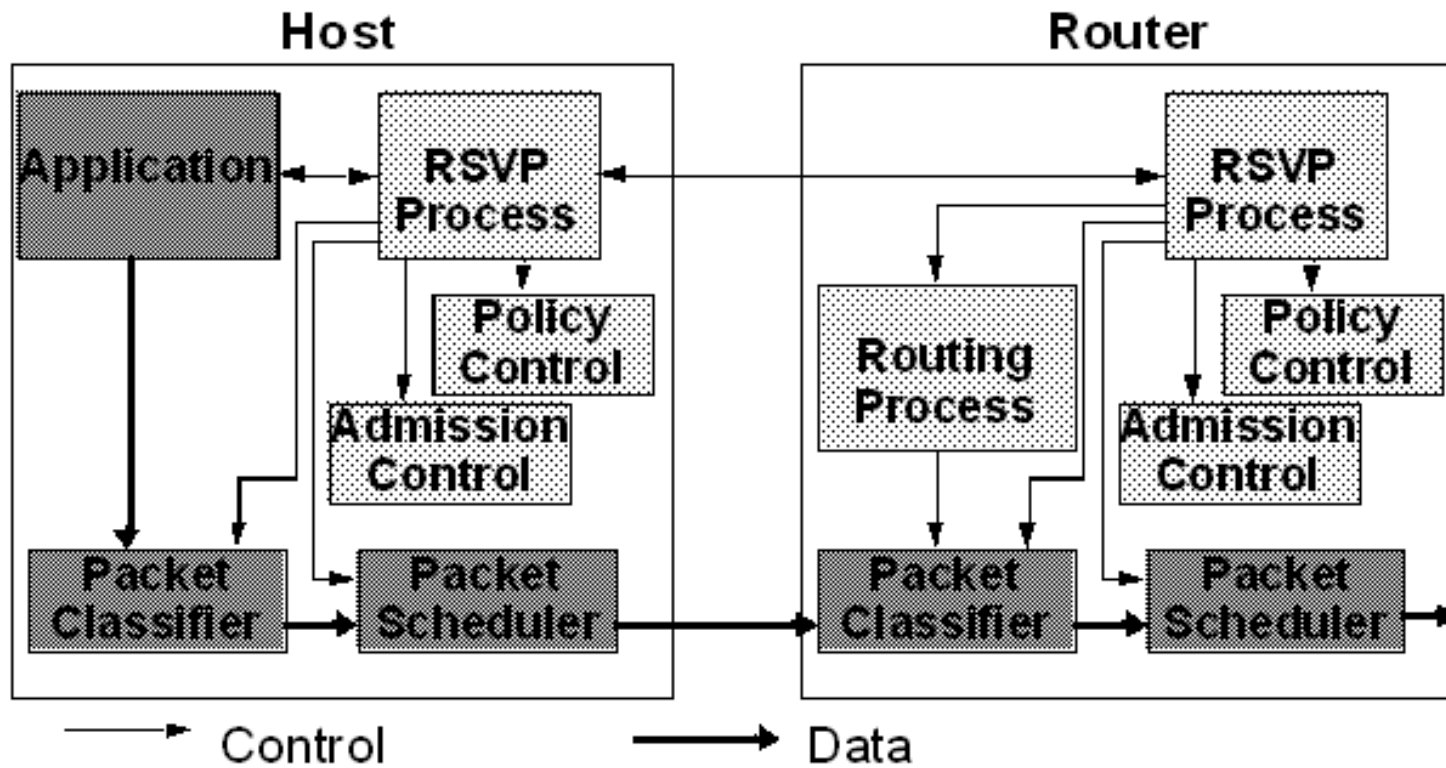 Host
Router
Application
RSVP
Process
RSVP
Process
Policy
Control
Policy
Control
Routing
Process
Admission
Control
Admission
Control
Packet
Classifier
Packet
Scheduler
Packet
Classifier
Packet
Scheduler
Control
Data